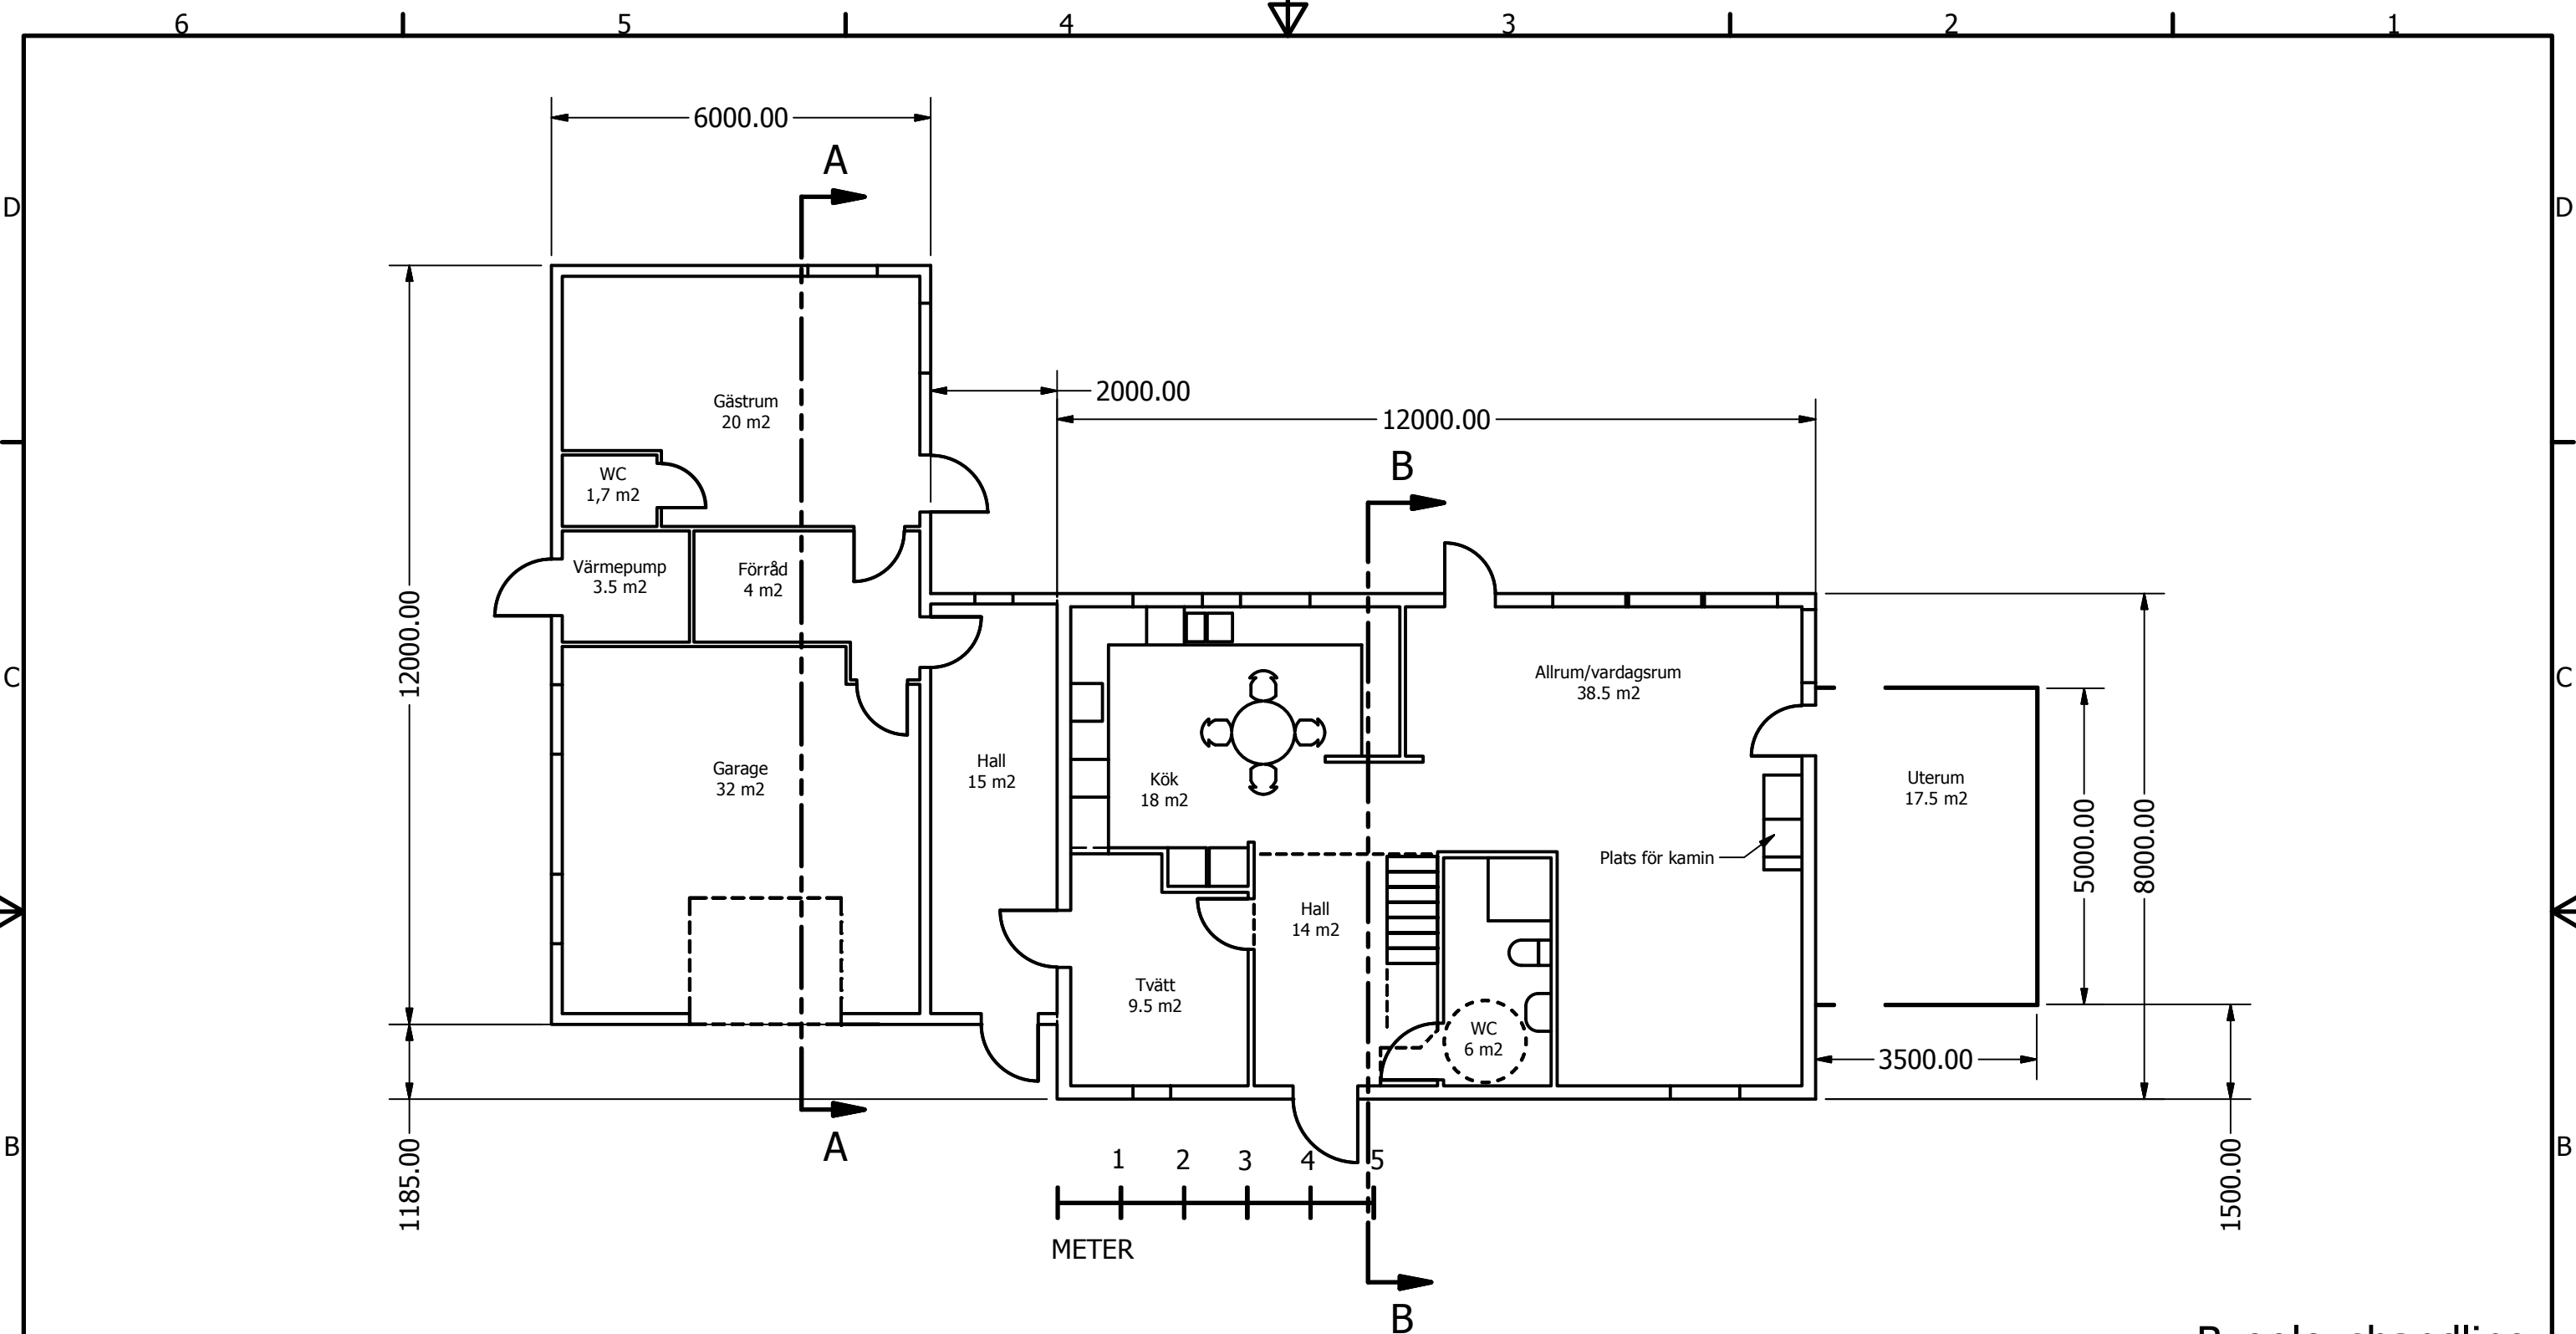 6 5 4 3 2 1
6000.00
A
D D
Gästrum
20 m2
2000.00
12000.00
B
WC
1,7 m2
Värmepump
3.5 m2
Förråd
4 m2
12000.00
C C
Allrum/vardagsrum
38.5 m2
Garage
32 m2
Hall
15 m2
Kök
18 m2
Uterum
17.5 m2
5000.00
8000.00
Plats för kamin
Hall
14 m2
Tvätt
9.5 m2
WC
6 m2
3500.00
A
B B
1185.00
1500.00
1 2 3 4 5
METER
B